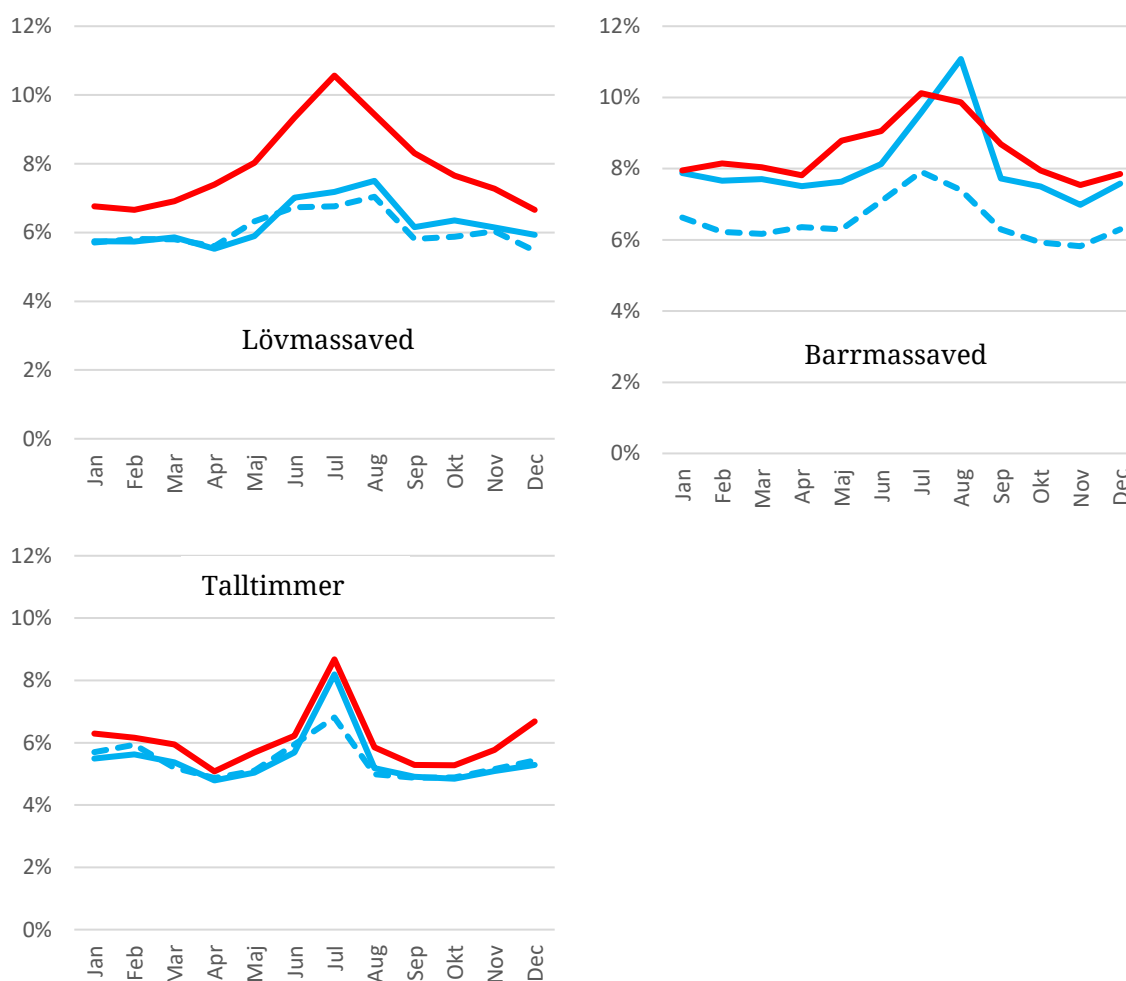 12%
10%
8%
6%
4%
2%
0%
Lövmassaved
Jan
Feb
Mar
Apr
Maj
Jun
Jul
Aug
Sep
Okt
Nov
Dec
12%
10%
8%
6%
4%
2%
0%
Barrmassaved
Jan
Feb
Mar
Apr
Maj
Jun
Jul
Aug
Sep
Okt
Nov
Dec
12%
10%
8%
6%
4%
2%
0%
Talltimmer
Jan
Feb
Mar
Apr
Maj
Jun
Jul
Aug
Sep
Okt
Nov
Dec